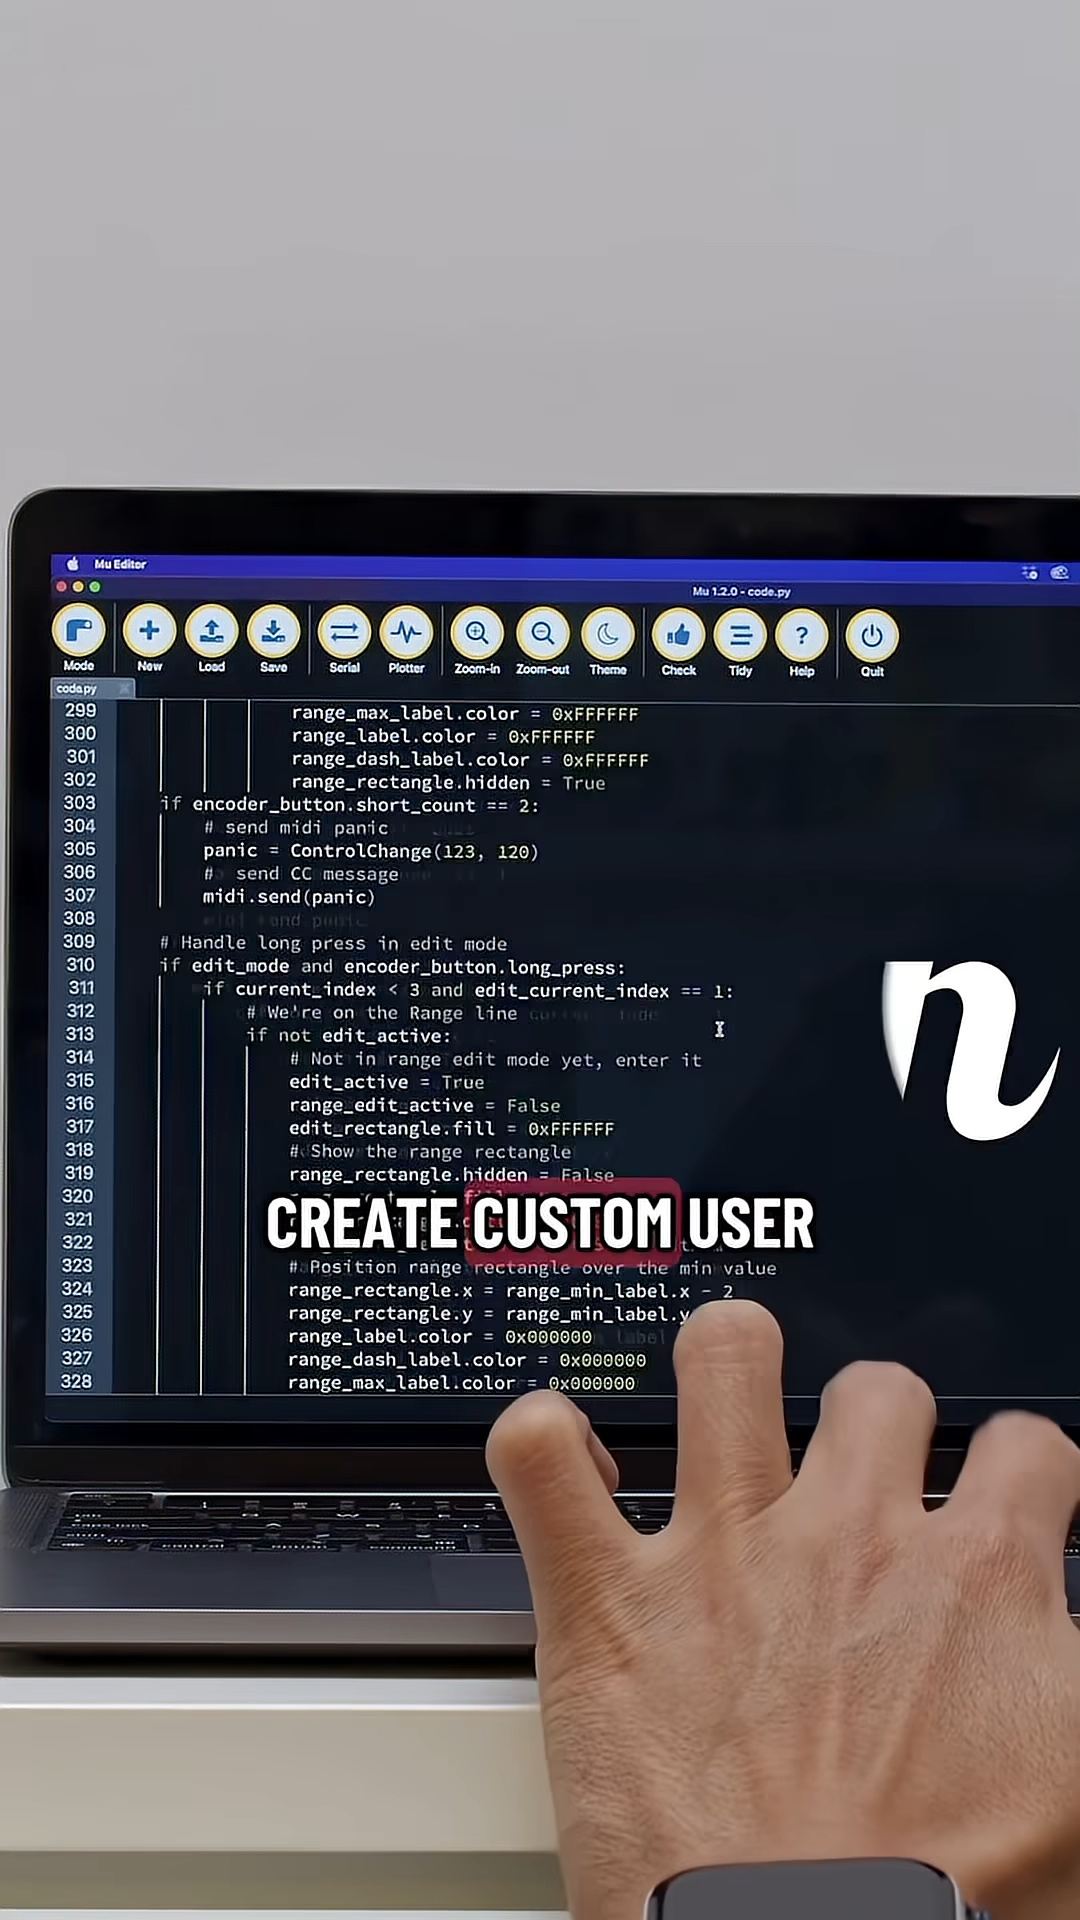 Mu Editor
Mu 1.2.0 - code.py
Mode New Load Save Serial Plotter Zoom-in Zoom-out Theme Check Tidy Help Quit
code.py
299 range_max_label.color = 0xFFFFFF
300 range_label.color = 0xFFFFFF
301 range_dash_label.color = 0xFFFFFF
302 range_rectangle.hidden = True
303 if encoder_button.short_count == 2:
304 # send midi panic
305 panic = ControlChange(123, 120)
306 # send CC message
307 midi.send(panic)
308
309 # Handle long press in edit mode
310 if edit_mode and encoder_button.long_press:
311 if current_index < 3 and edit_current_index == 1:
312 # We're on the Range line
313 if not edit_active:
314 # Not in range edit mode yet, enter it
315 edit_active = True
316 range_edit_active = False
317 edit_rectangle.fill = 0xFFFFFF
318 # Show the range rectangle
319 range_rectangle.hidden = False
320
321
322
CREATE CUSTOM USER
323 # Position range rectangle over the min value
324 range_rectangle.x = range_min_label.x - 2
325 range_rectangle.y = range_min_label.y
326 range_label.color = 0x000000
327 range_dash_label.color = 0x000000
328 range_max_label.color = 0x000000
n
control option command